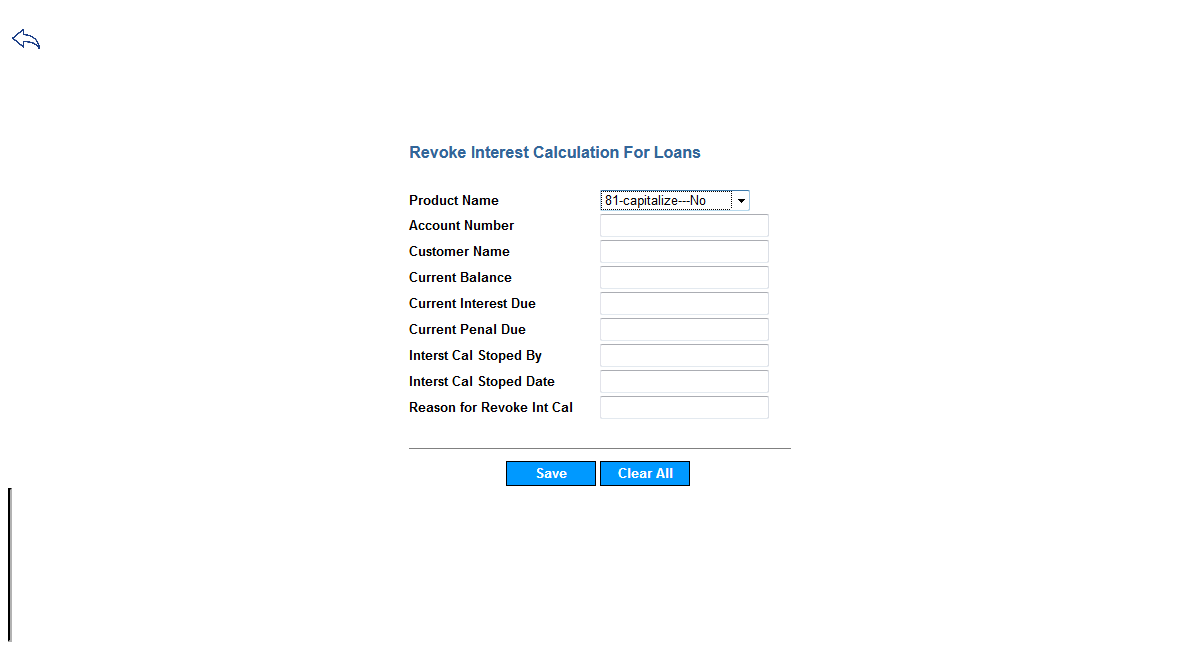 Revoke Interest Calculation For Loans
Product Name 81-capitalize---No
Account Number
Customer Name
Current Balance
Current Interest Due
Current Penal Due
Interst Cal Stoped By
Interst Cal Stoped Date
Reason for Revoke Int Cal
Save Clear All